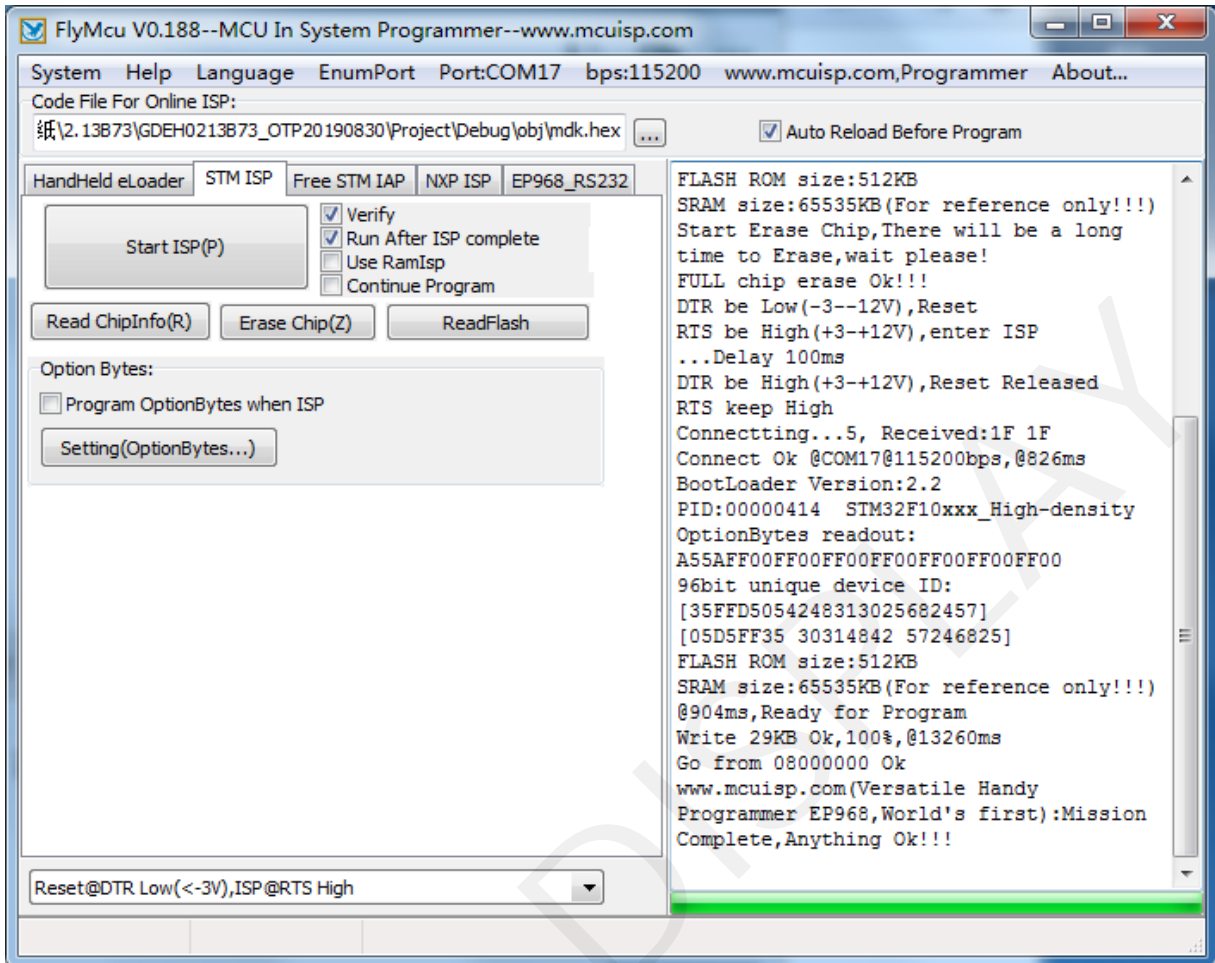 FlyMcu V0.188--MCU In System Programmer--www.mcuisp.com
System Help Language EnumPort Port:COM17 bps:115200 www.mcuisp.com,Programmer About...
Code File For Online ISP:
纸\2.13B73\GDEH0213B73_OTP20190830\Project\Debug\obj\mdk.hex ... Auto Reload Before Program
HandHeld eLoader STM ISP Free STM IAP NXP ISP EP968_RS232
Start ISP(P)
Verify
Run After ISP complete
Use RamIsp
Continue Program
Read ChipInfo(R) Erase Chip(Z) ReadFlash
Option Bytes:
Program OptionBytes when ISP
Setting(OptionBytes...)
Reset@DTR Low(<-3V),ISP@RTS High
FLASH ROM size:512KB
SRAM size:65535KB(For reference only!!!)
Start Erase Chip,There will be a long
time to Erase,wait please!
FULL chip erase Ok!!!
DTR be Low(-3--12V),Reset
RTS be High(+3-+12V),enter ISP
...Delay 100ms
DTR be High(+3-+12V),Reset Released
RTS keep High
Connectting...5, Received:1F 1F
Connect Ok @COM17@115200bps,@826ms
BootLoader Version:2.2
PID:00000414 STM32F10xxx_High-density
OptionBytes readout:
A55AFF00FF00FF00FF00FF00FF00FF00
96bit unique device ID:
[35FFD5054248313025682457]
[05D5FF35 30314842 57246825]
FLASH ROM size:512KB
SRAM size:65535KB(For reference only!!!)
@904ms,Ready for Program
Write 29KB Ok,100%,@13260ms
Go from 08000000 Ok
www.mcuisp.com(Versatile Handy
Programmer EP968,World's first):Mission
Complete,Anything Ok!!!
DISPLAY